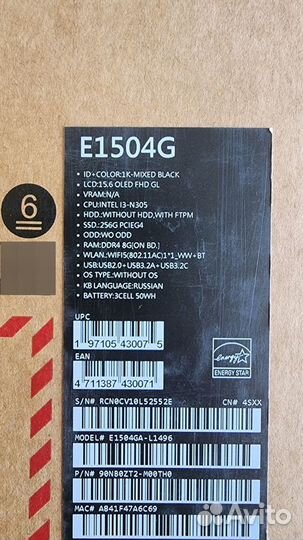 E1504G
• ID+COLOR:1K-MIXED BLACK
• LCD:15.6 OLED FHD GL
• VRAM:N/A
• CPU:INTEL I3-N305
• HDD:WITHOUT HDD,WITH FTPM
• SSD:256G PCIEG4
• ODD:WO ODD
• RAM:DDR4 8G(ON BD.)
• WLAN:WIFI5(802.11AC)1*1_WW+BT
• USB:USB2.0+USB3.2A+USB3.2C
• OS TYPE:WITHOUT OS
• KB LANGUAGE:RUSSIAN
• BATTERY:3CELL 50WH
6
UPC
1 97105 43007 5
EAN
4 711387 430071
energy
ENERGY STAR
S/N# RCN0CV10L52552E
CN# 4SXX
MODEL# E1504GA-L1496
P/N# 90NB0ZT2-M00TH0
MAC# A841F47A6C69
Avito